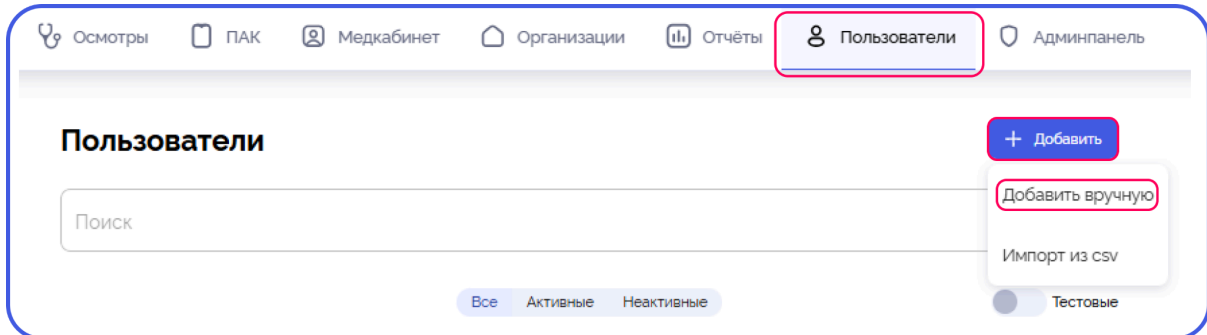 Осмотры ПАК Медкабинет Организации Отчёты Пользователи Админпанель
Пользователи
+ Добавить
Добавить вручную
Поиск
Импорт из csv
Все Активные Неактивные
Тестовые